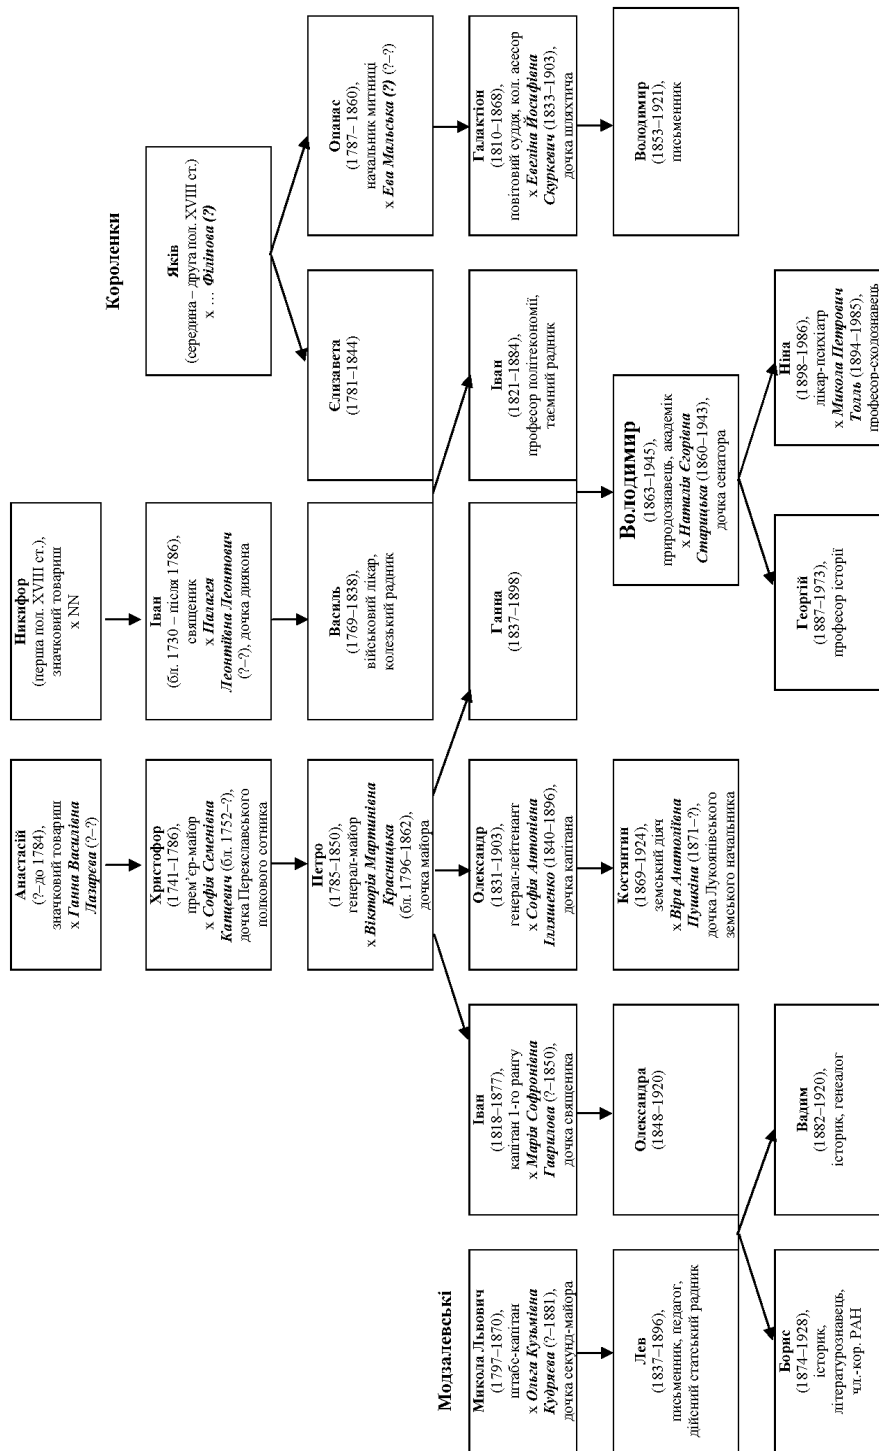 Анастасій
(?–до 1784),
значковий товариш
х Ганна Василівна
Лазарєва (?–?)
Никифор
(перша пол. XVIII ст.),
значковий товариш
х NN
Короленки
Христофор
(1741–1786),
прем’єр-майор
х Софія Семенівна
Капцевич (бл. 1752–?),
дочка Переяславського
полкового сотника
Іван
(бл. 1730 – після 1786),
священик
х Палагея
Леонтіївна Леонтович
(?–?), дочка диякона
Яків
(середина – друга пол. XVIII ст.)
х … Філіпова (?)
Петро
(1785–1850),
генерал-майор
х Вікторія Мартинівна
Красницька
(бл. 1796–1862),
дочка майора
Василь
(1769–1838),
військовий лікар,
колезький радник
Єлизавета
(1781–1844)
Опанас
(1787– 1860),
начальник митниці
х Ева Мальська (?) (?–?)
Модзалевські
Микола Львович
(1797–1870),
штабс-капітан
х Ольга Кузьмівна
Кудряєва (?–1881),
дочка секунд-майора
Іван
(1818–1877),
капітан 1-го рангу
х Марія Софронівна
Гаврилова (?–1850),
дочка священика
Олександр
(1831–1903),
генерал-лейтенант
х Софія Антонівна
Ілляшенко (1840–1896),
дочка капітана
Ганна
(1837–1898)
Іван
(1821–1884),
професор політекономії,
таємний радник
Галактіон
(1810–1868),
повітовий суддя, кол. асесор
х Евеліна Йосифівна
Скуркевич (1833–1903),
дочка шляхтича
Лев
(1837–1896),
письменник, педагог,
дійсний статський радник
Олександра
(1848–1920)
Костянтин
(1869–1924),
земський діяч
х Віра Анатоліївна
Пушкіна (1871–?),
дочка Лукоянівського
земського начальника
Володимир
(1863–1945),
природознавець, академік
х Наталія Єгорівна
Старицька (1860–1943),
дочка сенатора
Володимир
(1853–1921),
письменник
Борис
(1874–1928),
історик,
літературознавець,
чл.-кор. РАН
Вадим
(1882–1920),
історик, генеалог
Георгій
(1887–1973),
професор історії
Ніна
(1898–1986),
лікар-психіатр
х Микола Петрович
Толль (1894–1985),
професор-сходознавець